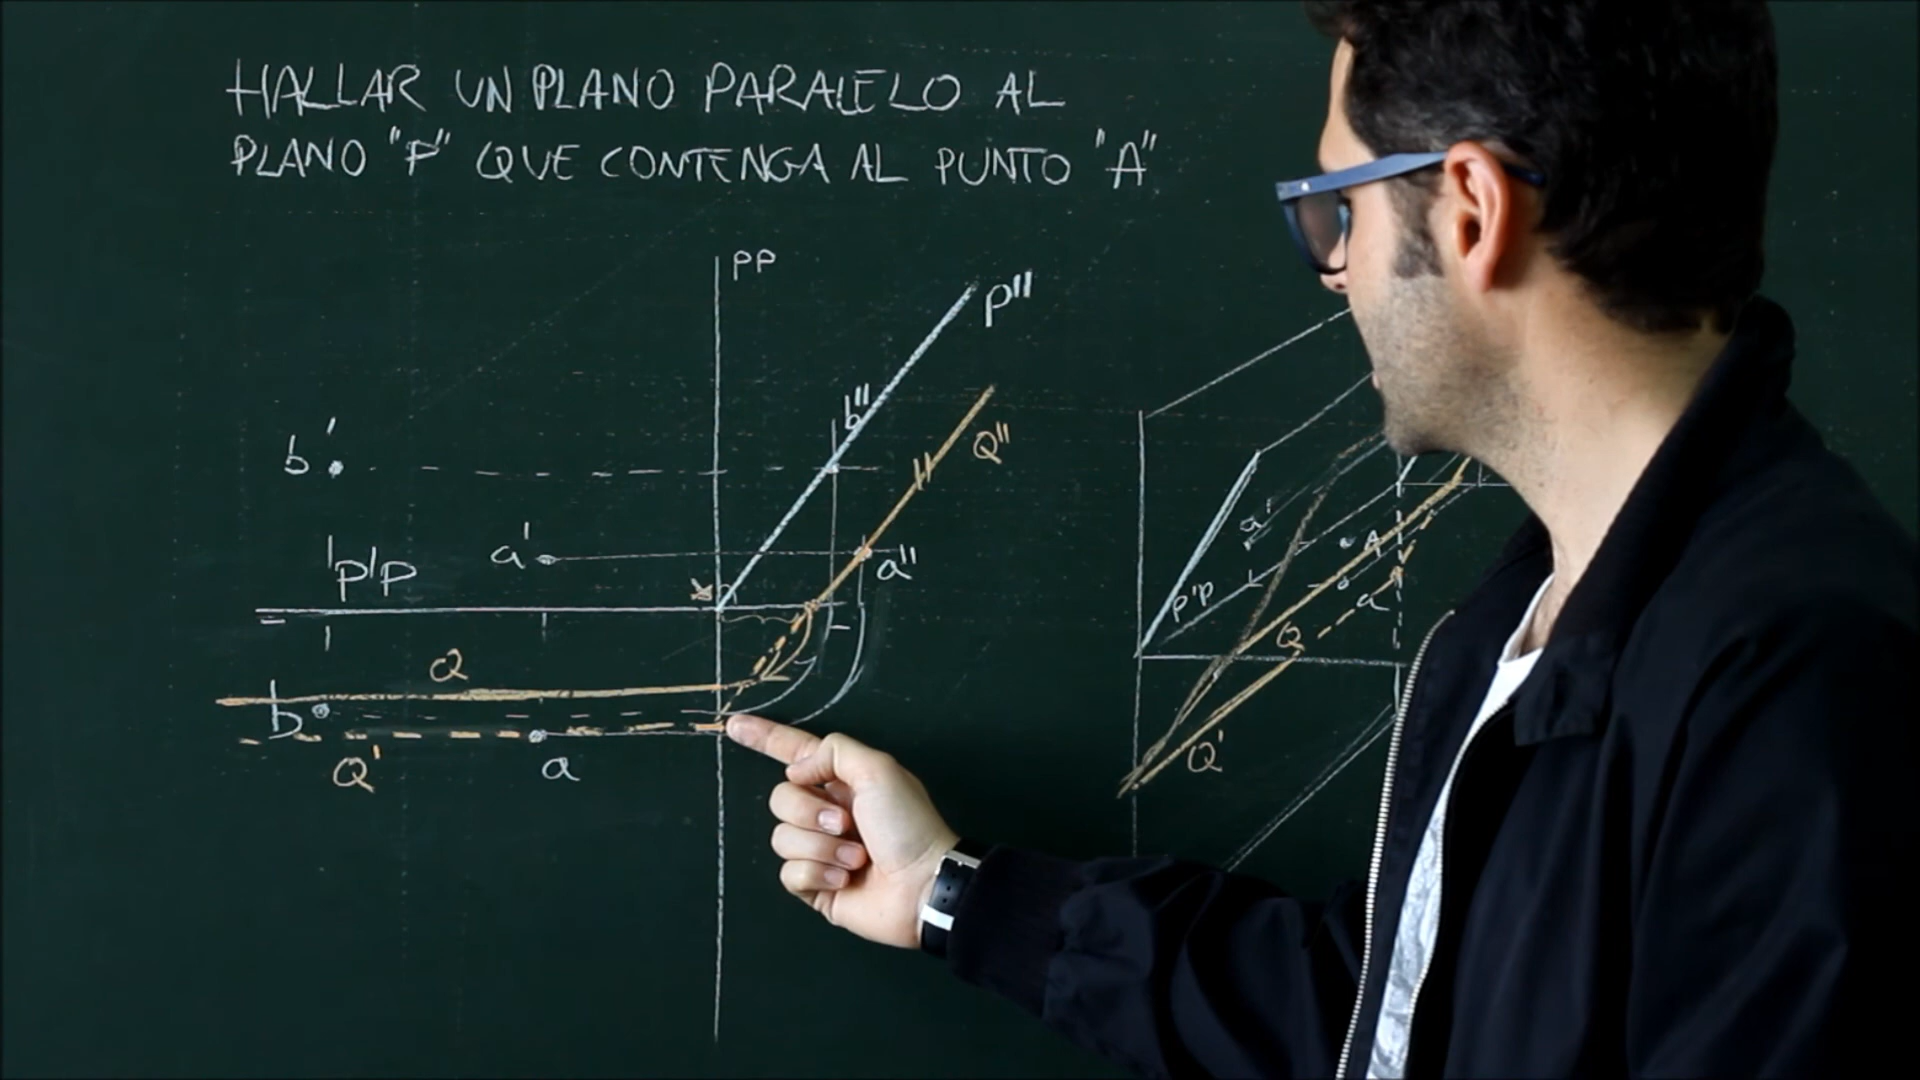 HALLAR UN PLANO PARALELO AL
PLANO "P" QUE CONTENGA AL PUNTO "A"
PP
P"
b"
b'
Q"
a'
a"
P'P
Q
b
Q'
a
a'
A
P'P
a
Q
Q'